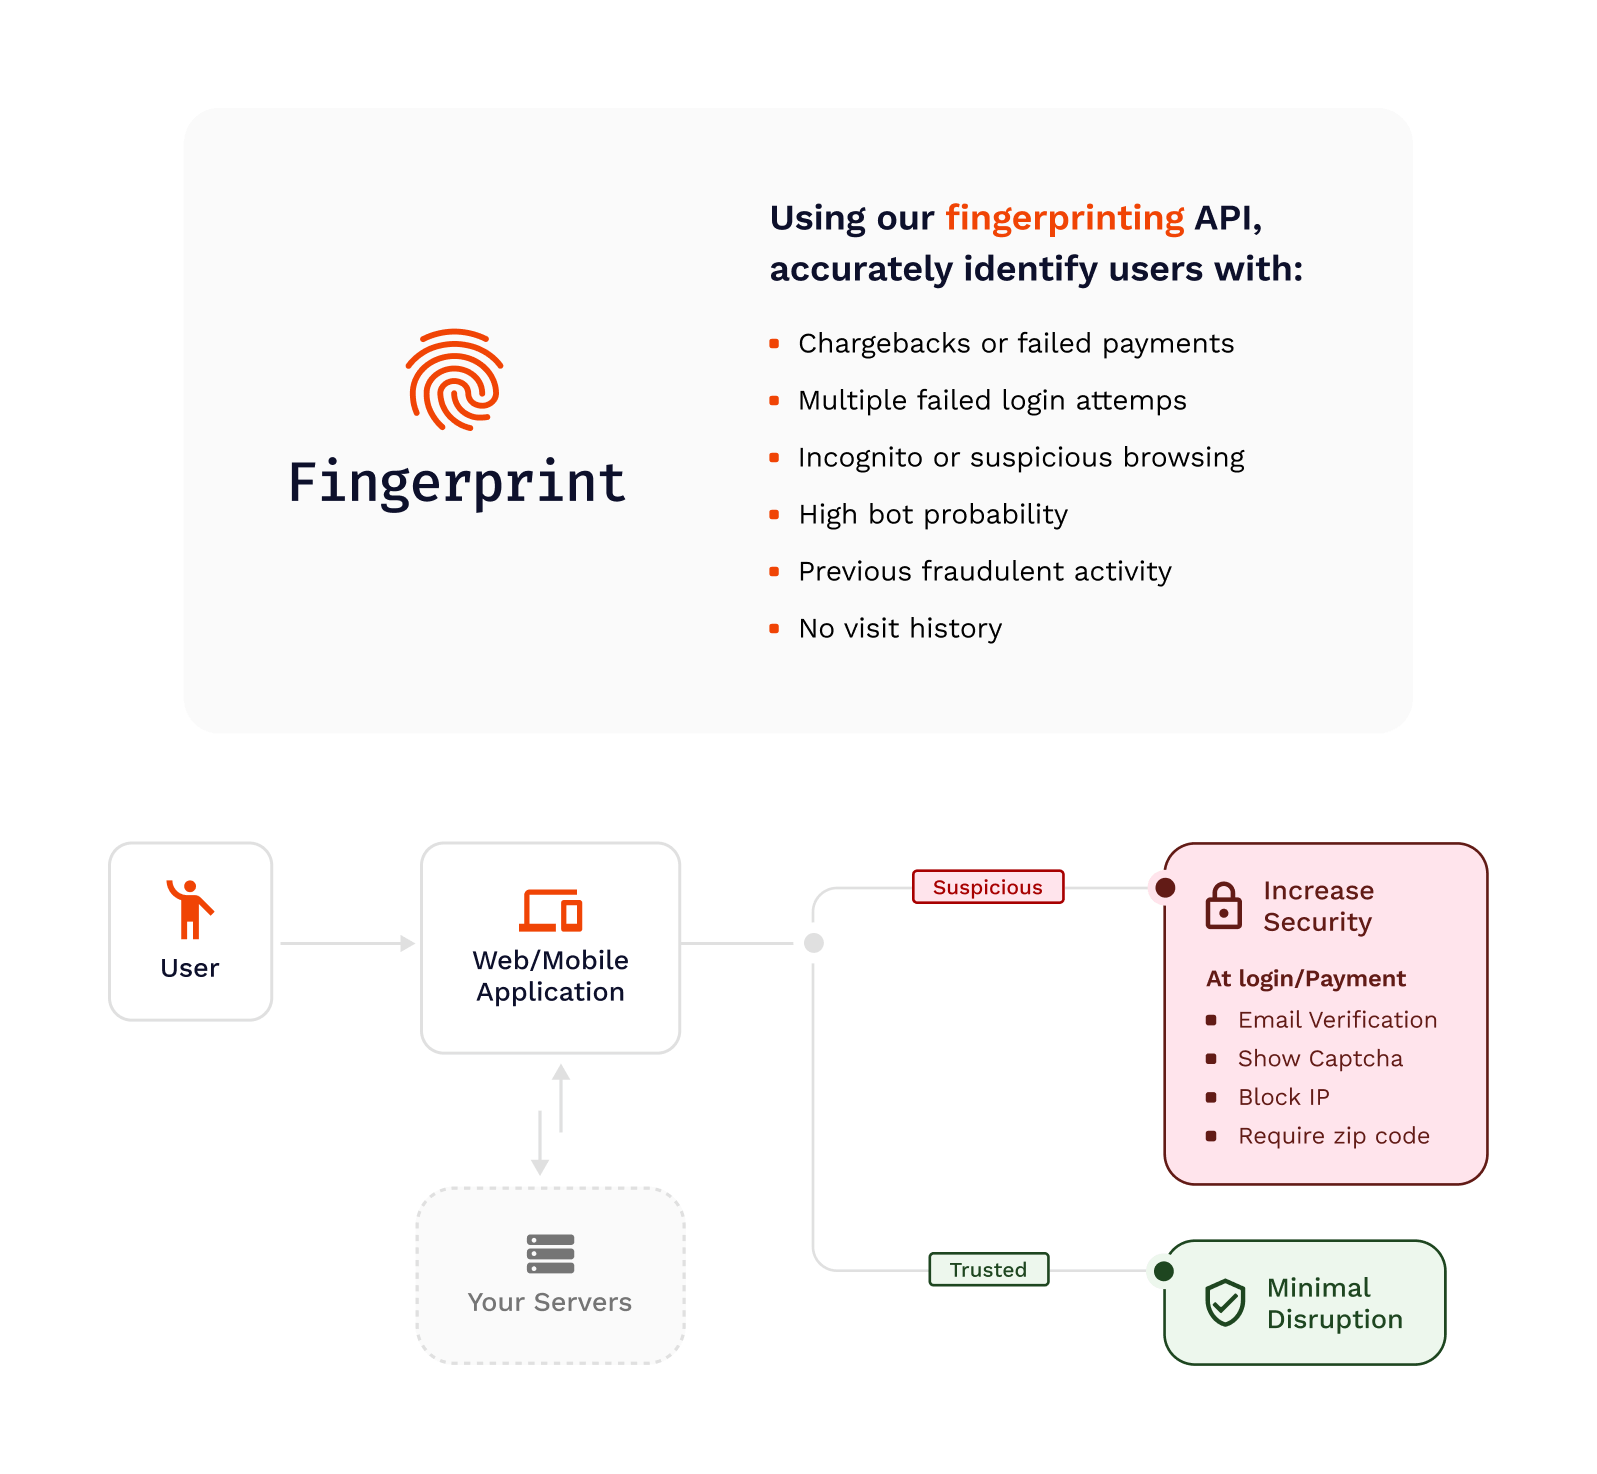 Using our fingerprinting API,
accurately identify users with:
Fingerprint
Chargebacks or failed payments
Multiple failed login attemps
Incognito or suspicious browsing
High bot probability
Previous fraudulent activity
No visit history
User
Web/Mobile
Application
Your Servers
Suspicious
Increase
Security
At login/Payment
Email Verification
Show Captcha
Block IP
Require zip code
Trusted
Minimal
Disruption